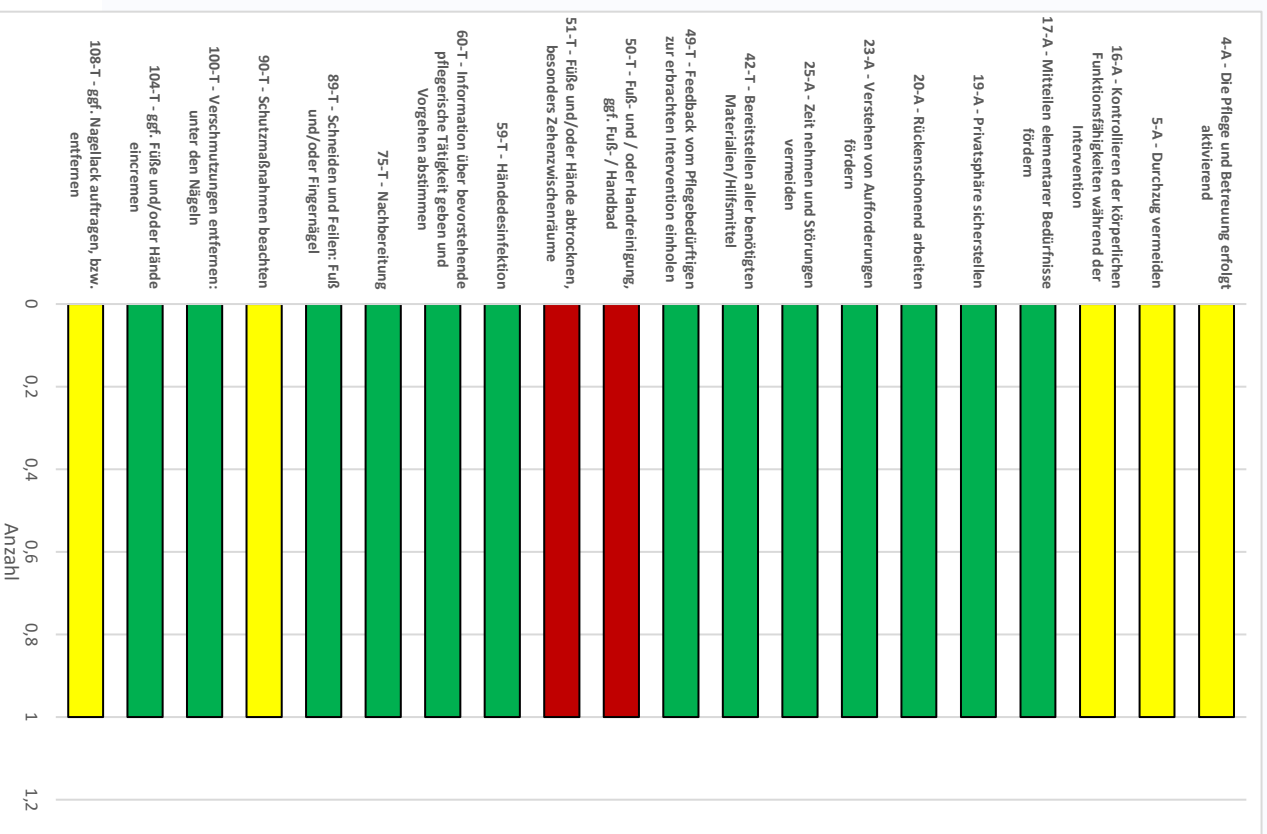 4-A - Die Pflege und Betreuung erfolgt
aktivierend
5-A - Durchzug vermeiden
16-A - Kontrollieren der körperlichen
Funktionsfähigkeiten während der
Intervention
17-A - Mitteilen elementarer Bedürfnisse
fördern
19-A - Privatsphäre sicherstellen
20-A - Rückenschonend arbeiten
23-A - Verstehen von Aufforderungen
fördern
25-A - Zeit nehmen und Störungen
vermeiden
42-T - Bereitstellen aller benötigten
Materialien/Hilfsmittel
49-T - Feedback vom Pflegebedürftigen
zur erbrachten Intervention einholen
50-T - Fuß- und / oder Handreinigung,
ggf. Fuß- / Handbad
51-T - Füße und/oder Hände abtrocknen,
besonders Zehenzwischenräume
59-T - Händedesinfektion
60-T - Information über bevorstehende
pflegerische Tätigkeit geben und
Vorgehen abstimmen
75-T - Nachbereitung
89-T - Schneiden und Feilen: Fuß
und/oder Fingernägel
90-T - Schutzmaßnahmen beachten
100-T - Verschmutzungen entfernen:
unter den Nägeln
104-T - ggf. Füße und/oder Hände
eincremen
108-T - ggf. Nagellack auftragen, bzw.
entfernen
0
0,2
0,4
0,6
0,8
1
1,2
Anzahl